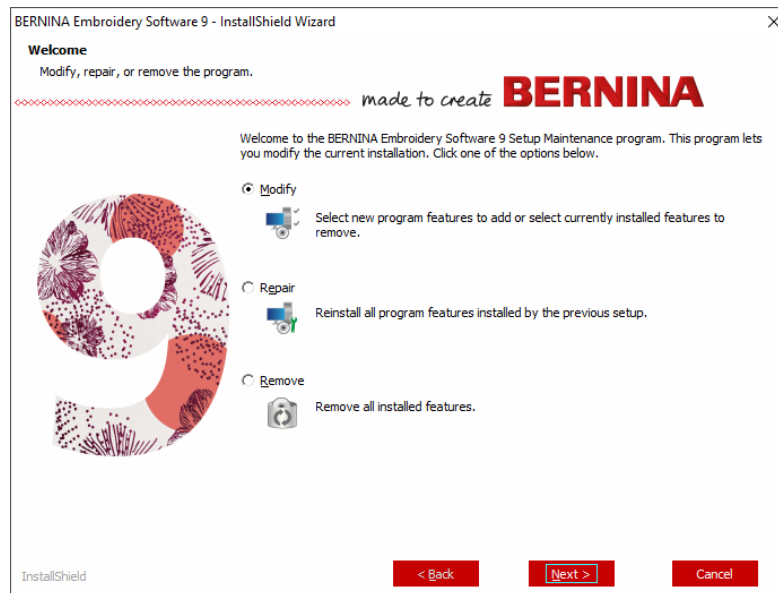 BERNINA Embroidery Software 9 - InstallShield Wizard
Welcome
Modify, repair, or remove the program.
made to create BERNINA
Welcome to the BERNINA Embroidery Software 9 Setup Maintenance program. This program lets
you modify the current installation. Click one of the options below.
Modify
Select new program features to add or select currently installed features to
remove.
Repair
Reinstall all program features installed by the previous setup.
Remove
Remove all installed features.
9
InstallShield
< Back Next > Cancel